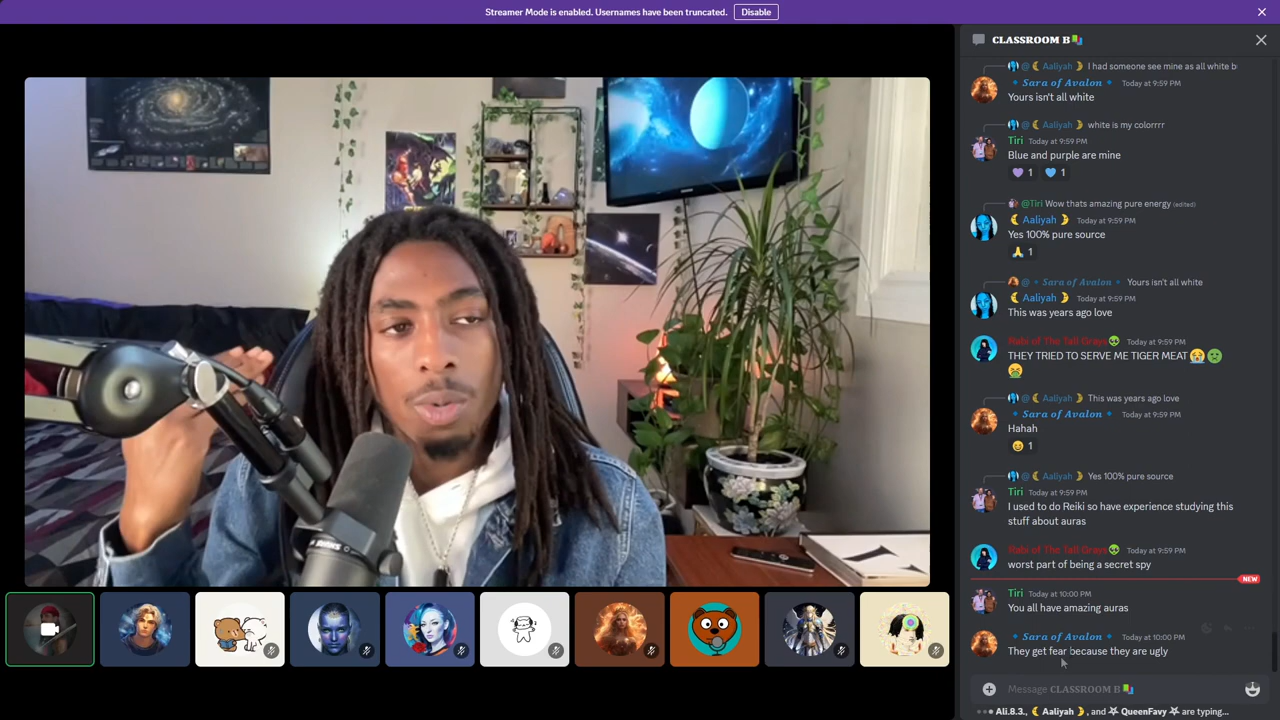 Streamer Mode is enabled. Usernames have been truncated.
Disable
CLASSROOM B
@ Aaliyah I had someone see mine as all white b
Sara of Avalon Today at 9:59 PM
Yours isn't all white
@ Aaliyah white is my colorrrr
Tiri Today at 9:59 PM
Blue and purple are mine
1 1
@Tiri Wow thats amazing pure energy (edited)
Aaliyah Today at 9:59 PM
Yes 100% pure source
1
@ Sara of Avalon Yours isn't all white
Aaliyah Today at 9:59 PM
This was years ago love
Habi of The Tall Grays Today at 9:59 PM
THEY TRIED TO SERVE ME TIGER MEAT
@ Aaliyah This was years ago love
Sara of Avalon Today at 9:59 PM
Hahah
1
@ Aaliyah Yes 100% pure source
Tiri Today at 9:59 PM
I used to do Reiki so have experience studying this
stuff about auras
Habi of The Tall Grays Today at 9:59 PM
worst part of being a secret spy
NEW
Tiri Today at 10:00 PM
You all have amazing auras
Sara of Avalon Today at 10:00 PM
They get fear because they are ugly
Message CLASSROOM B
Ali.8.3., Aaliyah, and QueenFavy are typing...